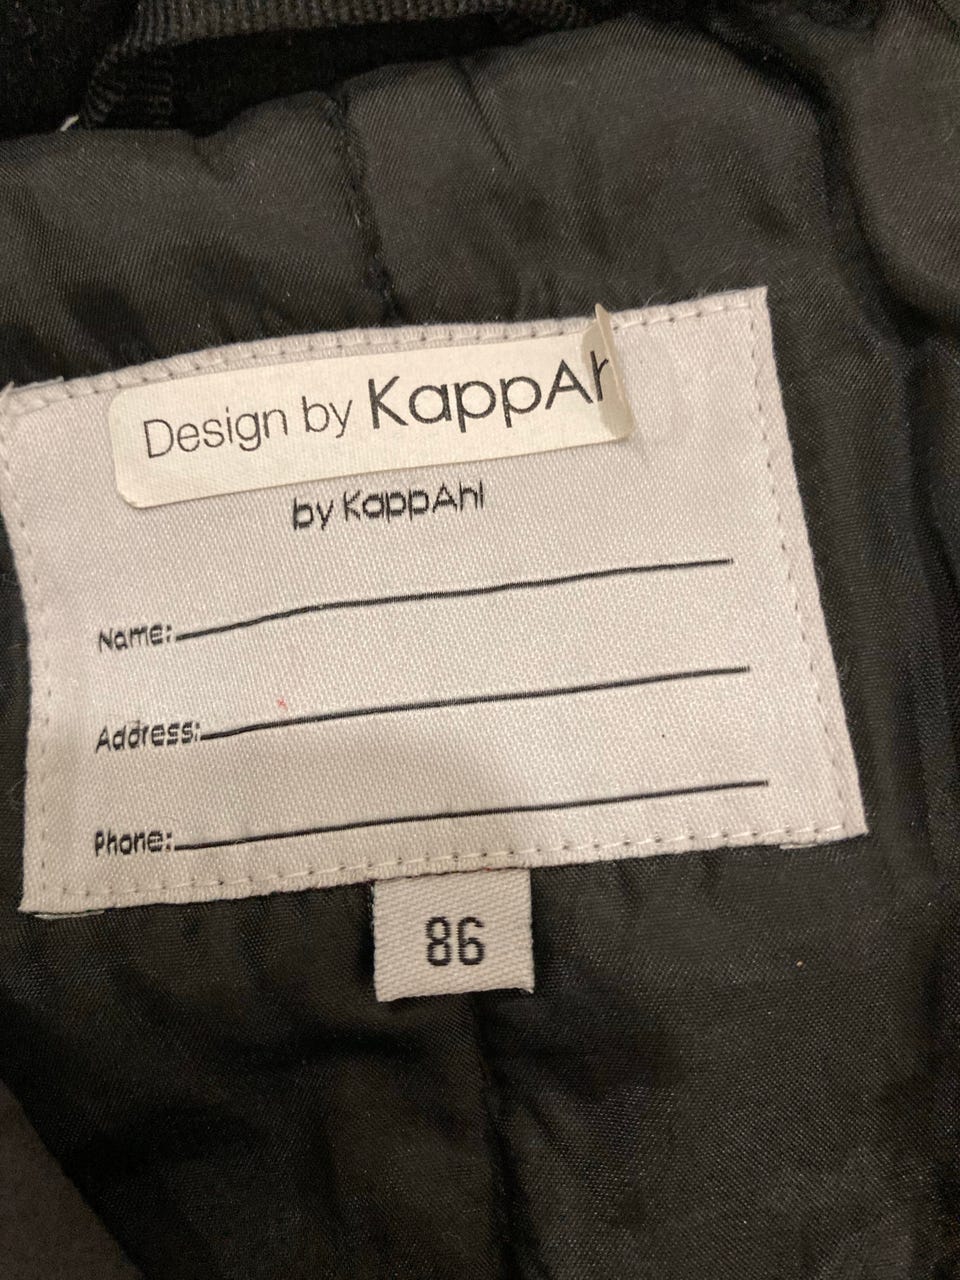 Design by KappAh
by KappAhl
Name:
Address:
Phone:
86